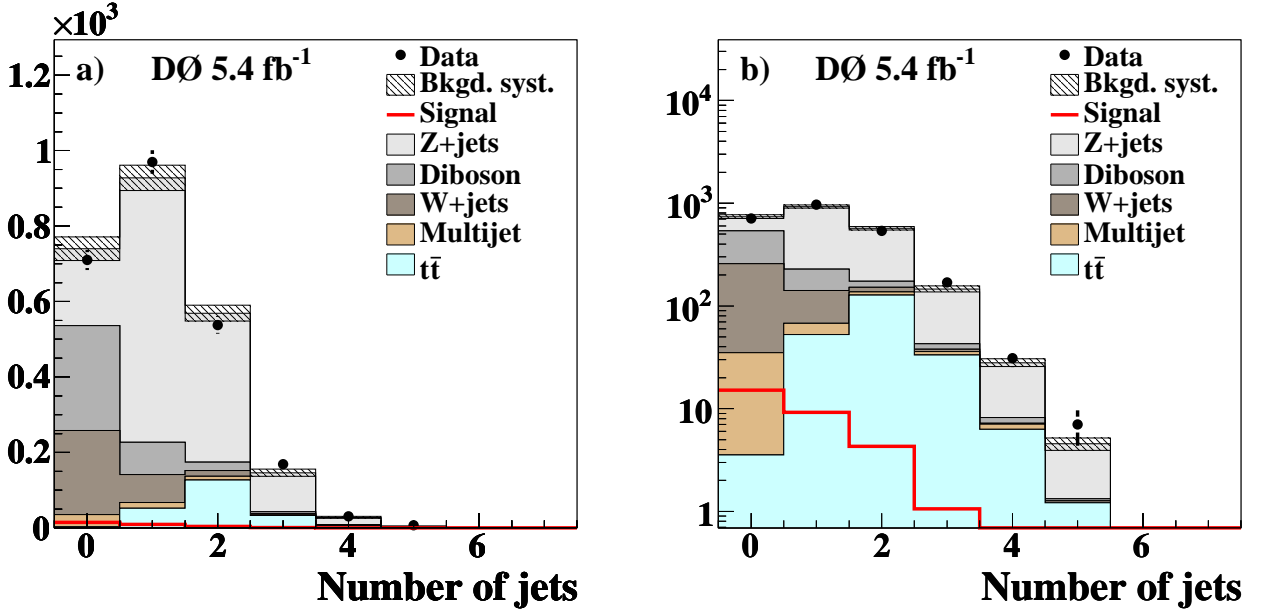 ×10³
a) DØ 5.4 fb⁻¹
Data
Bkgd. syst.
Signal
Z+jets
Diboson
W+jets
Multijet
tt̄
1.2
1
0.8
0.6
0.4
0.2
0
0 2 4 6
Number of jets
b) DØ 5.4 fb⁻¹
Data
Bkgd. syst.
Signal
Z+jets
Diboson
W+jets
Multijet
tt̄
10⁴
10³
10²
10
1
0 2 4 6
Number of jets